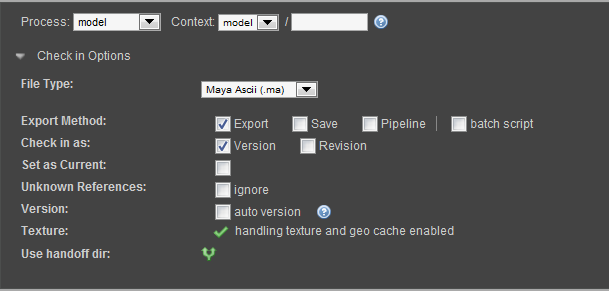 Process: model Context: model / ?
Check in Options
File Type: Maya Ascii (.ma)
Export Method: Export Save Pipeline batch script
Check in as: Version Revision
Set as Current:
Unknown References: ignore
Version: auto version ?
Texture: handling texture and geo cache enabled
Use handoff dir: